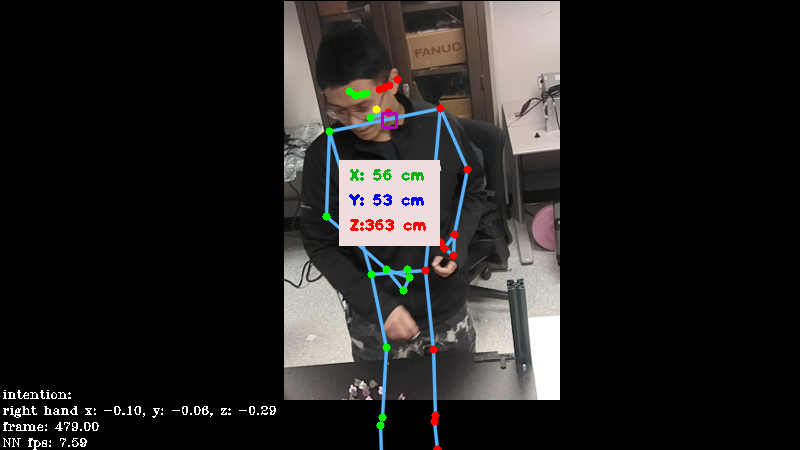 FANUC
X: 56 cm
Y: 53 cm
Z:363 cm
intention:
right hand x: -0.10, y: -0.06, z: -0.29
frame: 479.00
NN fps: 7.59